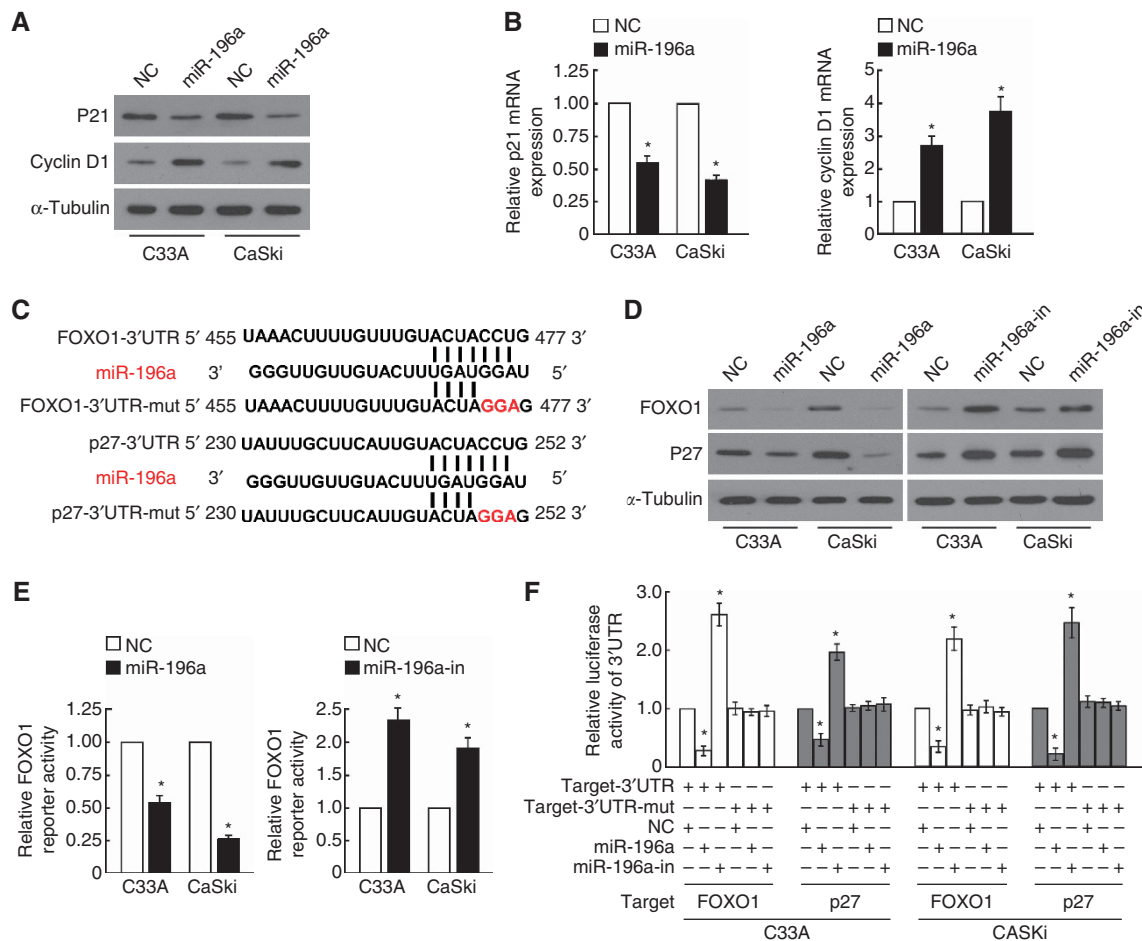 A
NC miR-196a NC miR-196a
P21
Cyclin D1
α-Tubulin
C33A CaSki
B
NC
miR-196a
Relative p21 mRNA expression
1.25
1.00
0.75
0.50
0.25
0
* *
C33A CaSki
NC
miR-196a
Relative cyclin D1 mRNA expression
5
4
3
2
1
0
* *
C33A CaSki
C
FOXO1-3′UTR 5′ 455 UAAACUUUUGUUUGUACUACCUG 477 3′
miR-196a 3′ GGGUUGUUGUACUUUGAUGGAU 5′
FOXO1-3′UTR-mut 5′ 455 UAAACUUUUGUUUGUACUAGGAG 477 3′
p27-3′UTR 5′ 230 UAUUUGCUUCAUUGUACUACCUG 252 3′
miR-196a 3′ GGGUUGUUGUACUUUGAUGGAU 5′
p27-3′UTR-mut 5′ 230 UAUUUGCUUCAUUGUACUAGGAG 252 3′
D
NC miR-196a NC miR-196a NC miR-196a-in NC miR-196a-in
FOXO1
P27
α-Tubulin
C33A CaSki C33A CaSki
E
NC
miR-196a
Relative FOXO1 reporter activity
1.25
1.00
0.75
0.50
0.25
0
* *
C33A CaSki
NC
miR-196a-in
Relative FOXO1 reporter activity
2.5
2.0
1.5
1.0
0.5
0
* *
C33A CaSki
F
Relative luciferase activity of 3′UTR
3.0
2.0
1.0
0
* * * * * * * *
Target-3′UTR +++−−− +++−−− +++−−− +++−−−
Target-3′UTR-mut −−−+++ −−−+++ −−−+++ −−−+++
NC +−−+−− +−−+−− +−−+−− +−−+−−
miR-196a −+−−+− −+−−+− −+−−+− −+−−+−
miR-196a-in −−+−−+ −−+−−+ −−+−−+ −−+−−+
Target FOXO1 p27 FOXO1 p27
C33A CASKi